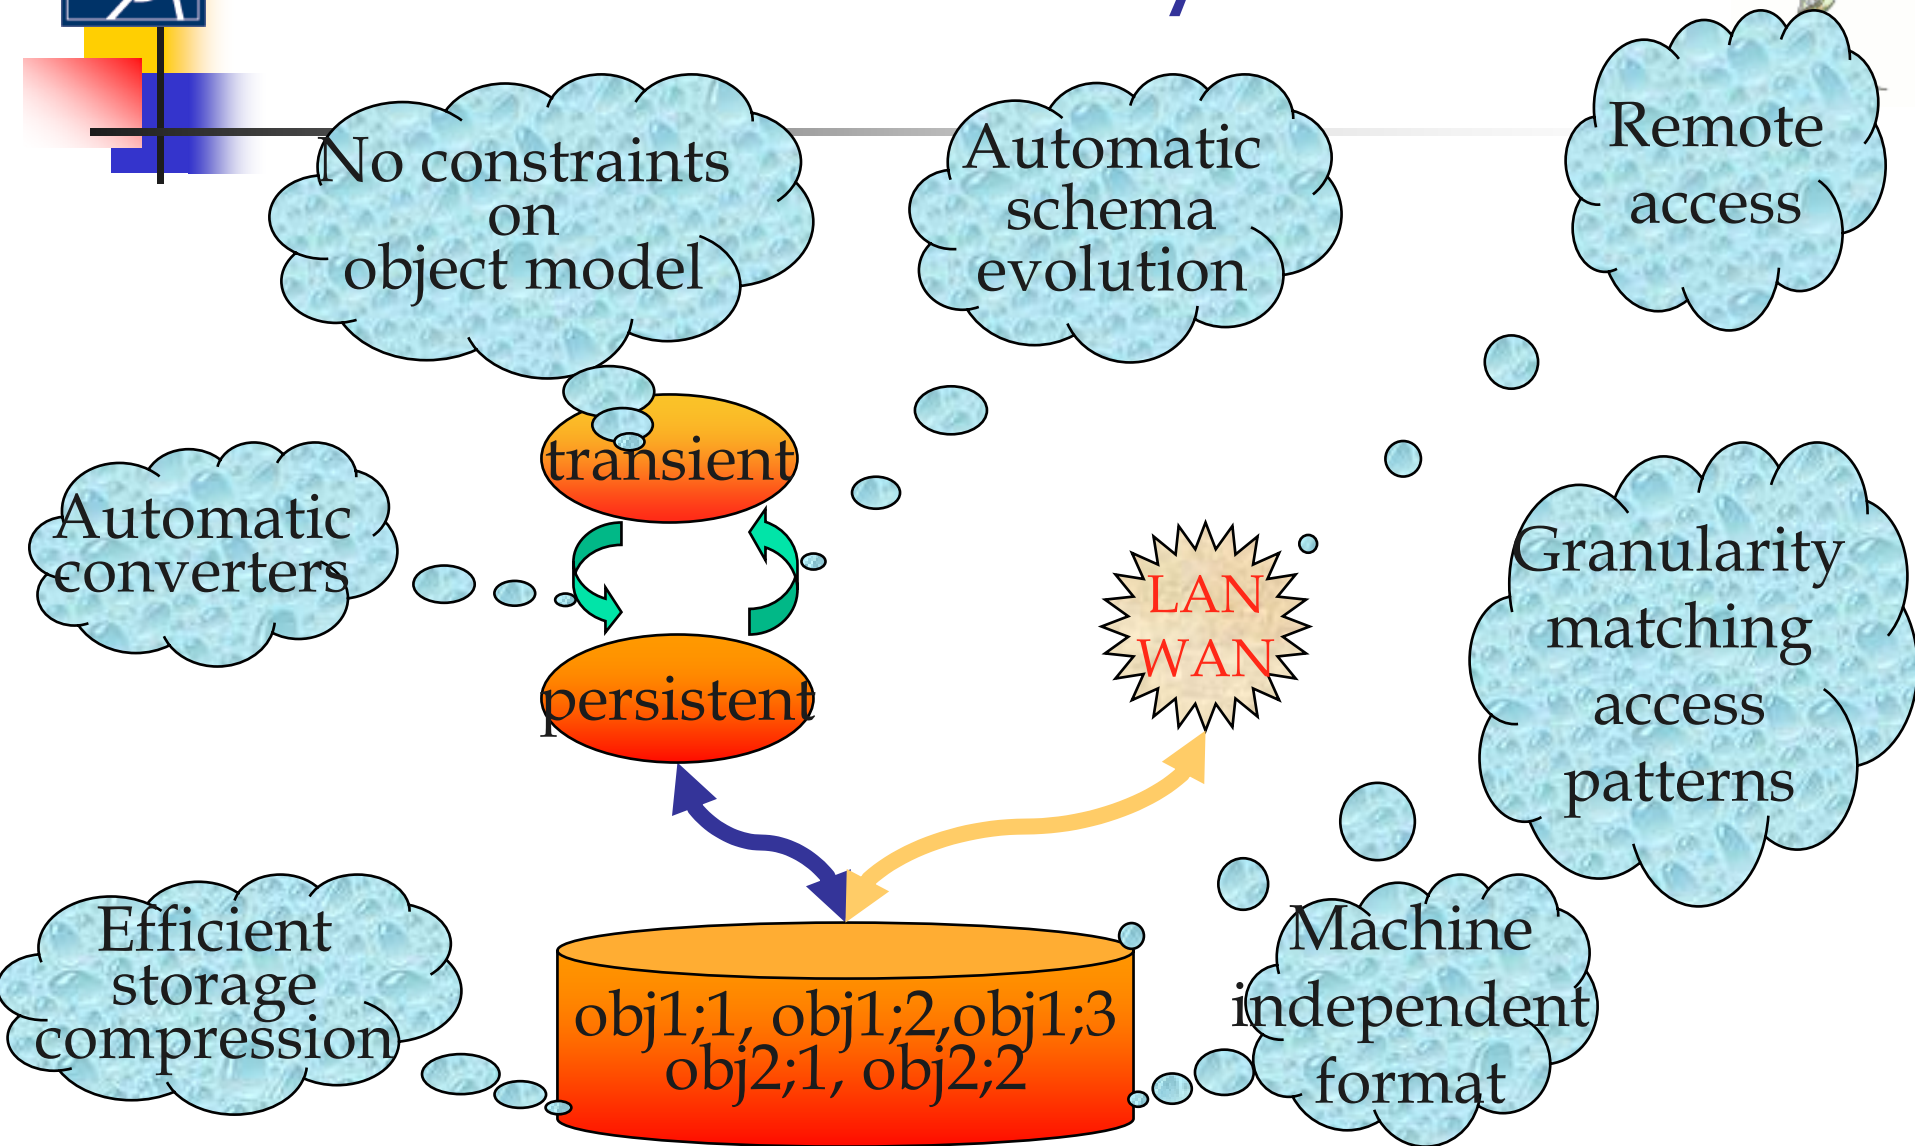 No constraints
on
object model
Automatic
schema
evolution
Remote
access
transient
Automatic
converters
LAN
WAN
Granularity
matching
access
patterns
persistent
Efficient
storage
compression
obj1;1, obj1;2,obj1;3
obj2;1, obj2;2
Machine
independent
format